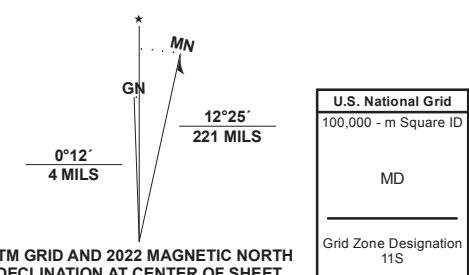 ★
MN
GN
12°25´
221 MILS
0°12´
4 MILS
TM GRID AND 2022 MAGNETIC NORTH
DECLINATION AT CENTER OF SHEET
U.S. National Grid
100,000 - m Square ID
MD
Grid Zone Designation
11S